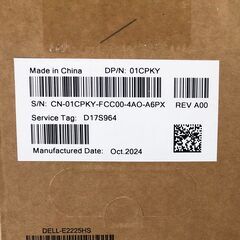 Made in China DP/N: 01CPKY
S/N: CN-01CPKY-FCC00-4AO-A6PX REV A00
Service Tag: D17S964
Manufactured Date: Oct.2024
DELL-E2225HS